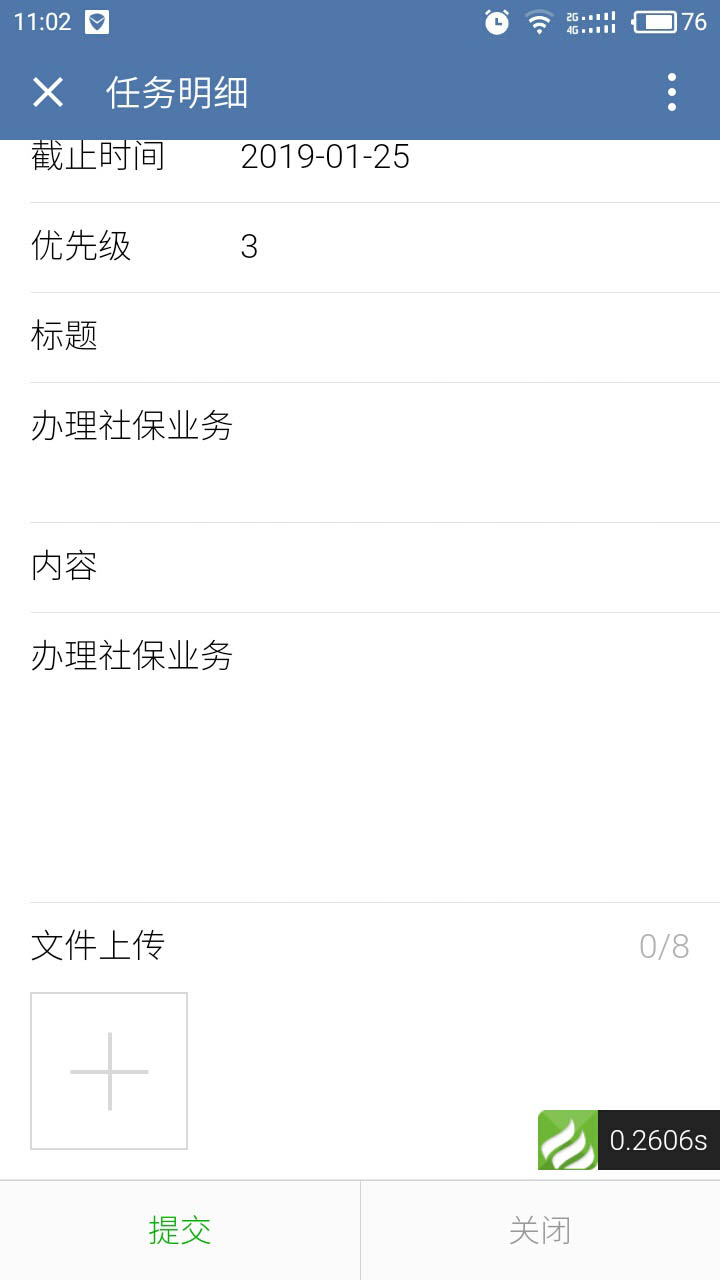 11:02
2G
4G
76
任务明细
截止时间 2019-01-25
优先级 3
标题
办理社保业务
内容
办理社保业务
文件上传 0/8
0.2606s
提交 关闭